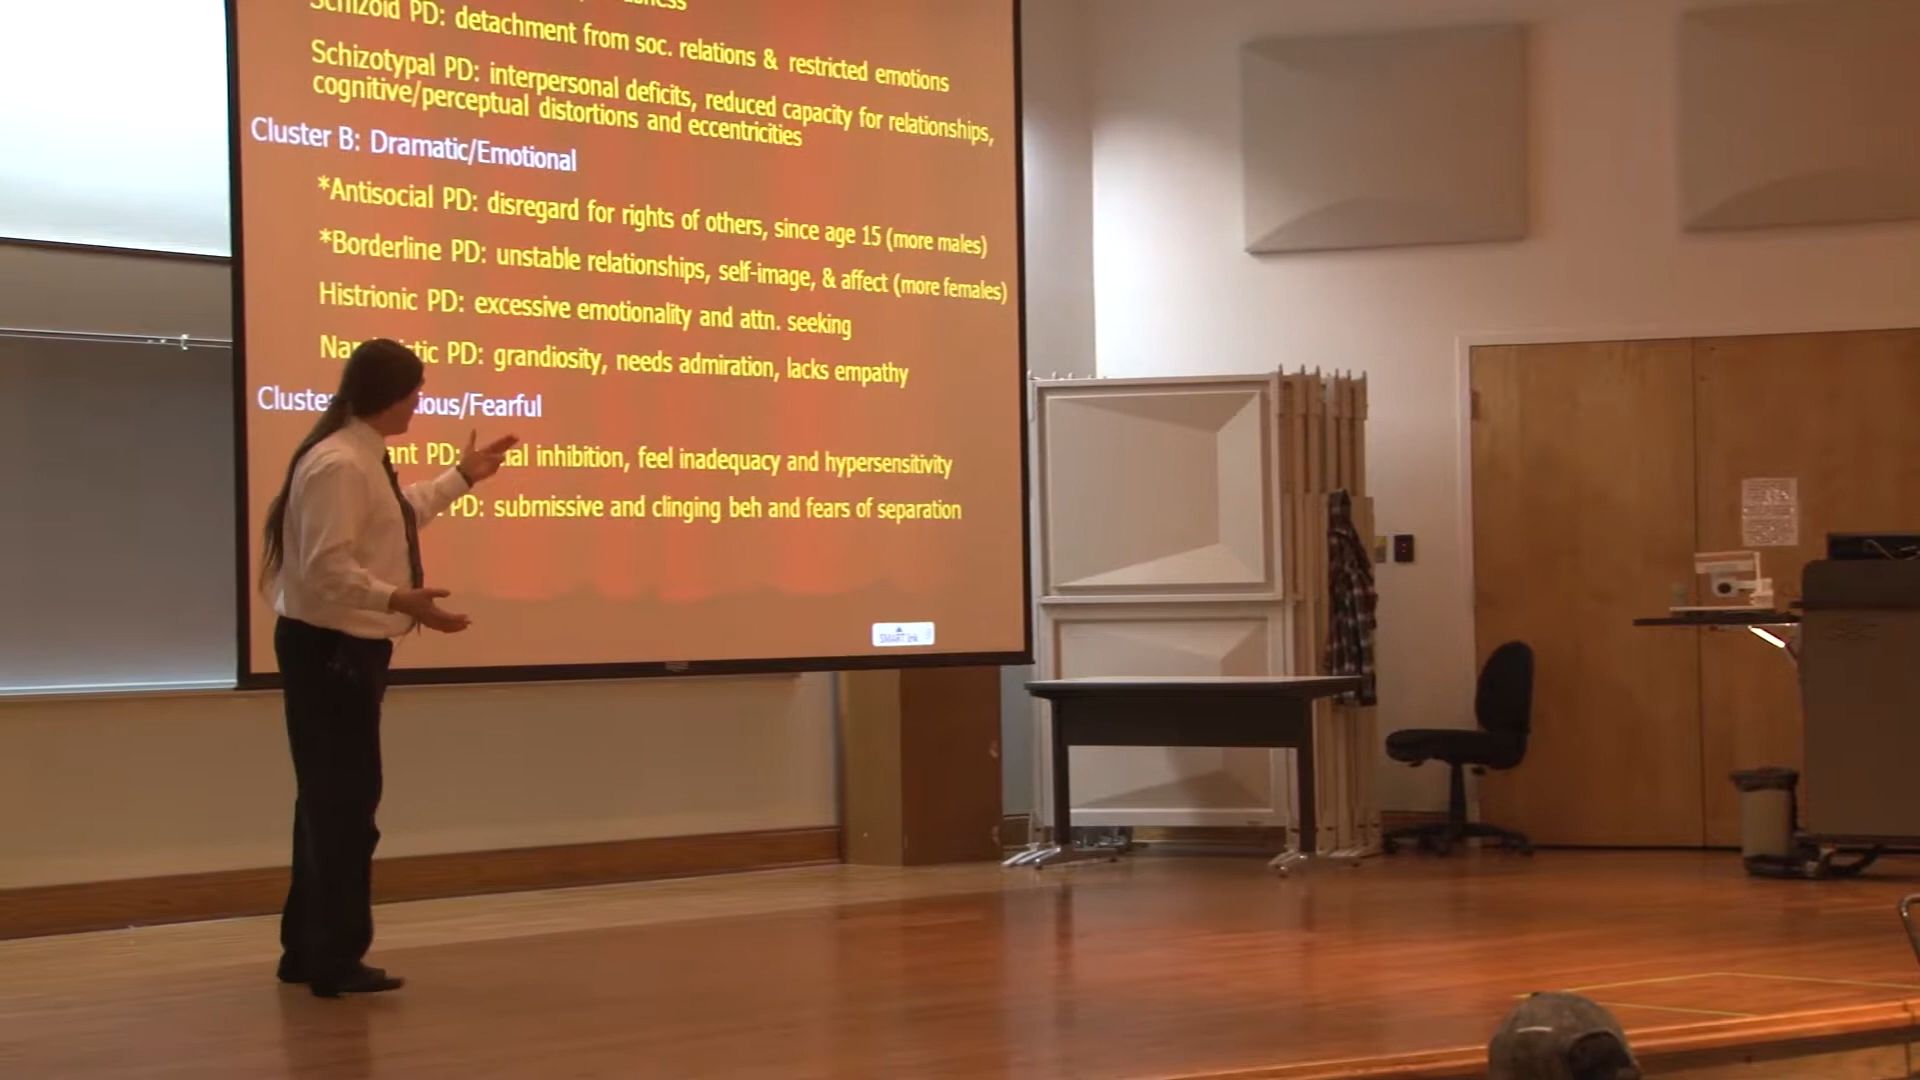 Schizoid PD: detachment from soc. relations & restricted emotions
Schizotypal PD: interpersonal deficits, reduced capacity for relationships,
cognitive/perceptual distortions and eccentricities
Cluster B: Dramatic/Emotional
*Antisocial PD: disregard for rights of others, since age 15 (more males)
*Borderline PD: unstable relationships, self-image, & affect (more females)
Histrionic PD: excessive emotionality and attn. seeking
PD: grandiosity, needs admiration, lacks empathy
PD: inhibition, feel inadequacy and hypersensitivity
PD: submissive and clinging beh and fears of separation
SMART Ink